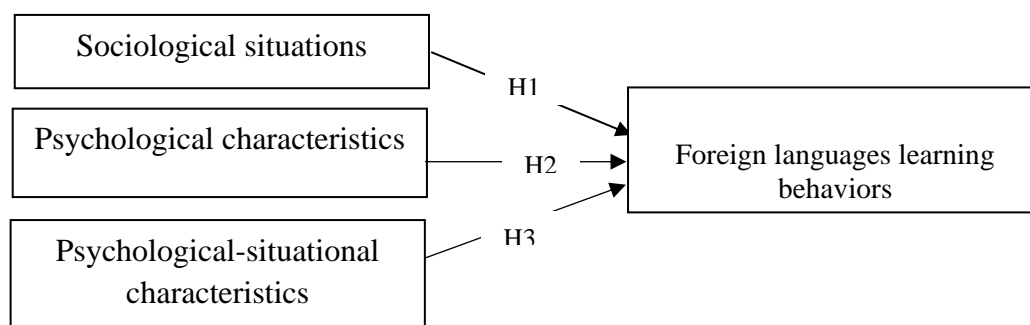 Sociological situations
H1
Psychological characteristics
H2
Foreign languages learning
behaviors
H3
Psychological-situational
characteristics